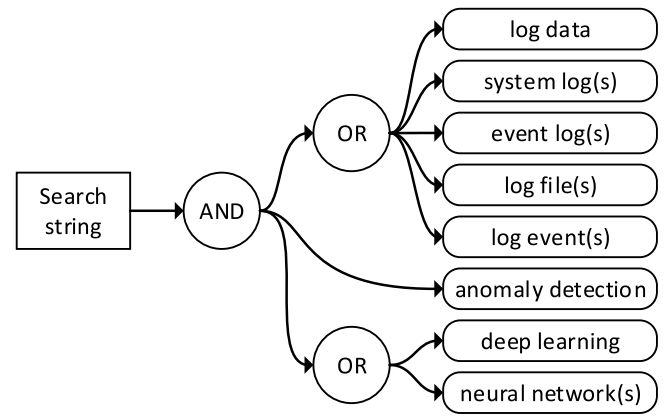 Search
string
AND
OR
log data
system log(s)
event log(s)
log file(s)
log event(s)
anomaly detection
OR
deep learning
neural network(s)